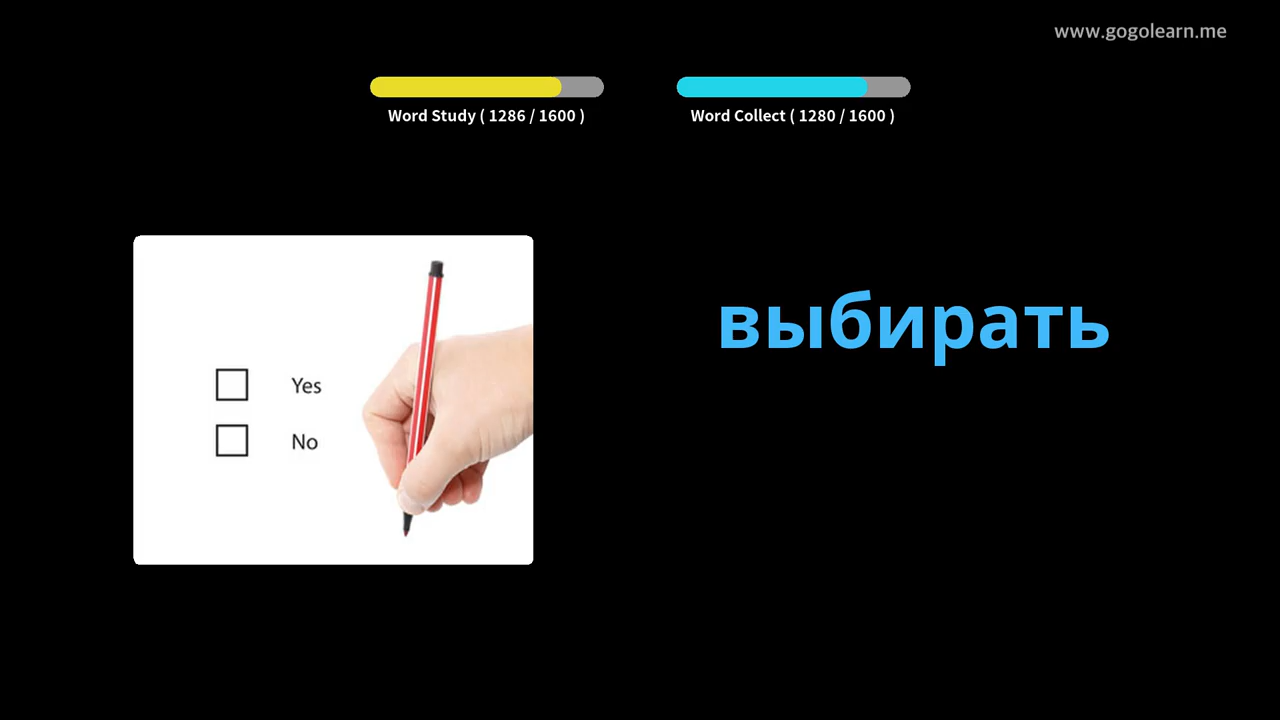 www.gogolearn.me
Word Study ( 1286 / 1600 )
Word Collect ( 1280 / 1600 )
выбирать
Yes
No